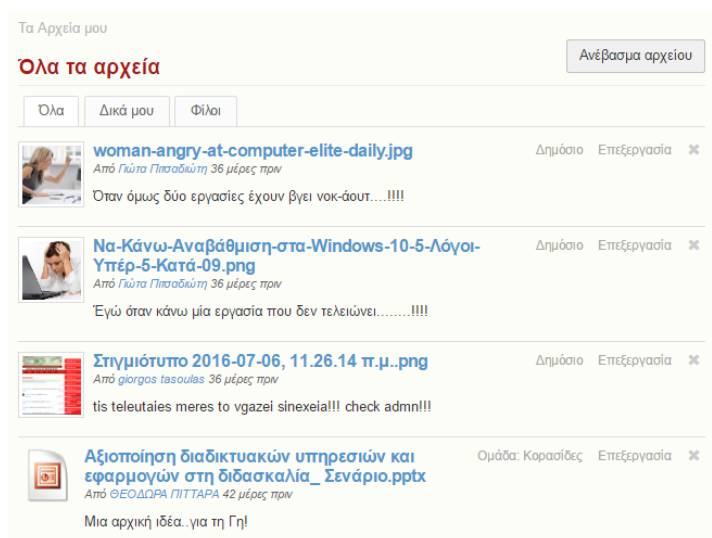 Τα Αρχεία μου
Όλα τα αρχεία
Ανέβασμα αρχείου
Όλα
Δικά μου
Φίλοι
woman-angry-at-computer-elite-daily.jpg
Δημόσιο Επεξεργασία ✖
Από Γιώτα Πιτσαδιώτη 36 μέρες πριν
Όταν όμως δύο εργασίες έχουν βγει νοκ-άουτ....!!!!
Να-Κάνω-Αναβάθμιση-στα-Windows-10-5-Λόγοι-
Υπέρ-5-Κατά-09.png
Δημόσιο Επεξεργασία ✖
Από Γιώτα Πιτσαδιώτη 36 μέρες πριν
Έγώ όταν κάνω μία εργασία που δεν τελειώνει........!!!!
Στιγμιότυπο 2016-07-06, 11.26.14 π.μ..png
Δημόσιο Επεξεργασία ✖
Από giorgos tasoulas 36 μέρες πριν
tis teleutaies meres to vgazei sinexeia!!! check admn!!!
Αξιοποίηση διαδικτυακών υπηρεσιών και
εφαρμογών στη διδασκαλία_ Σενάριο.pptx
Ομάδα: Κορασίδες Επεξεργασία ✖
Από ΘΕΟΔΩΡΑ ΠΙΤΤΑΡΑ 42 μέρες πριν
Μια αρχική ιδέα..για τη Γη!